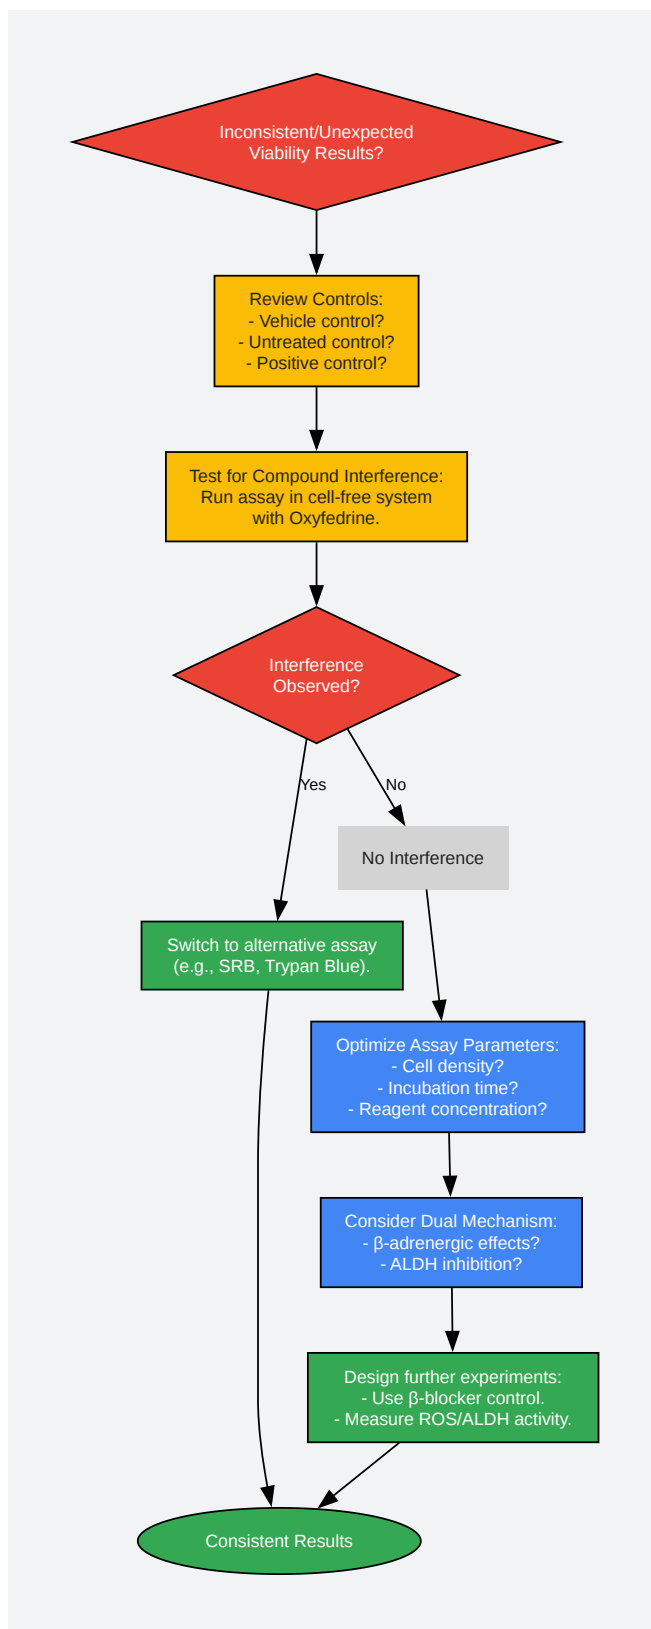 Inconsistent/Unexpected
Viability Results?
Review Controls:
- Vehicle control?
- Untreated control?
- Positive control?
Test for Compound Interference:
Run assay in cell-free system
with Oxyfedrine.
Interference
Observed?
Yes
No
No Interference
Switch to alternative assay
(e.g., SRB, Trypan Blue).
Optimize Assay Parameters:
- Cell density?
- Incubation time?
- Reagent concentration?
Consider Dual Mechanism:
- β-adrenergic effects?
- ALDH inhibition?
Design further experiments:
- Use β-blocker control.
- Measure ROS/ALDH activity.
Consistent Results